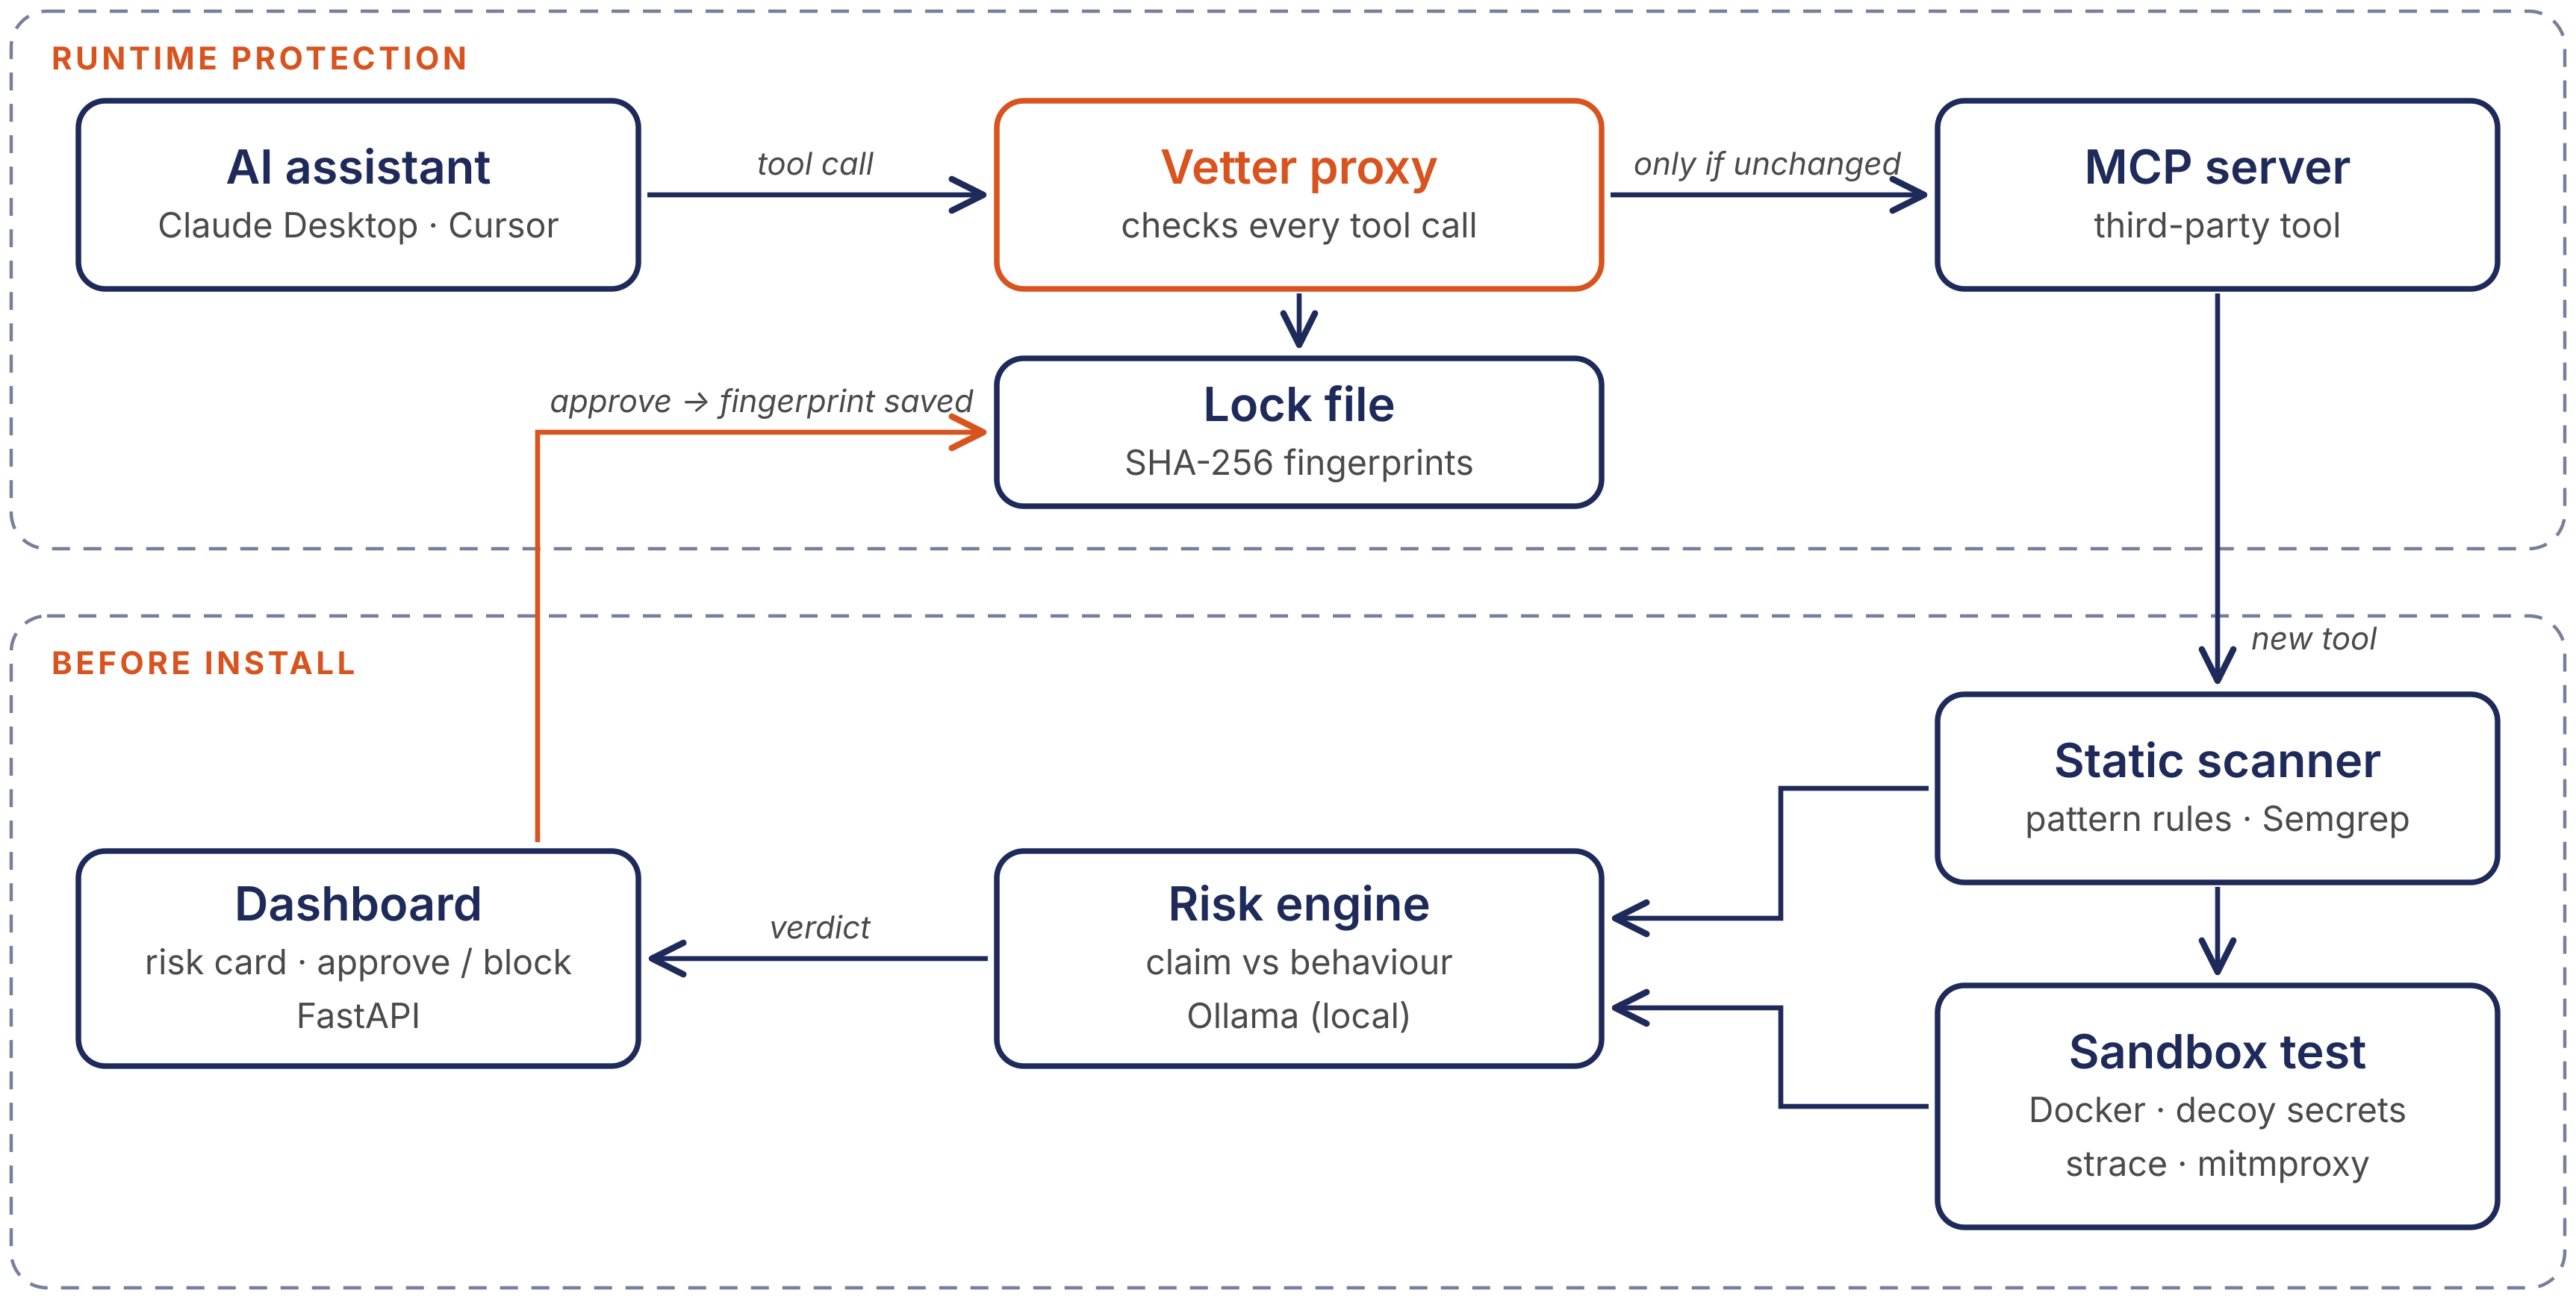 RUNTIME PROTECTION
AI assistant
Claude Desktop · Cursor
tool call
Vetter proxy
checks every tool call
only if unchanged
MCP server
third-party tool
approve → fingerprint saved
Lock file
SHA-256 fingerprints
BEFORE INSTALL
new tool
Static scanner
pattern rules · Semgrep
Dashboard
risk card · approve / block
FastAPI
verdict
Risk engine
claim vs behaviour
Ollama (local)
Sandbox test
Docker · decoy secrets
strace · mitmproxy